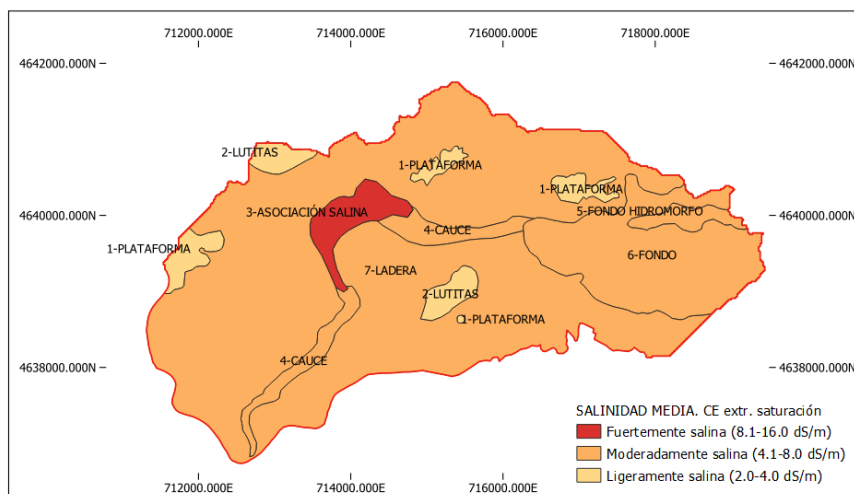 712000.000E 714000.000E 716000.000E 718000.000E
4642000.000N 4642000.000N
2-LUTITAS
1-PLATAFORMA
1-PLATAFORMA
3-ASOCIACIÓN SALINA
5-FONDO HIDROMORFO
4640000.000N 4640000.000N
4-CAUCE
1-PLATAFORMA
6-FONDO
7-LADERA
2-LUTITAS
1-PLATAFORMA
4-CAUCE
4638000.000N 4638000.000N
SALINIDAD MEDIA. CE extr. saturación
Fuertemente salina (8.1-16.0 dS/m)
Moderadamente salina (4.1-8.0 dS/m)
Ligeramente salina (2.0-4.0 dS/m)
712000.000E 714000.000E 716000.000E 718000.000E